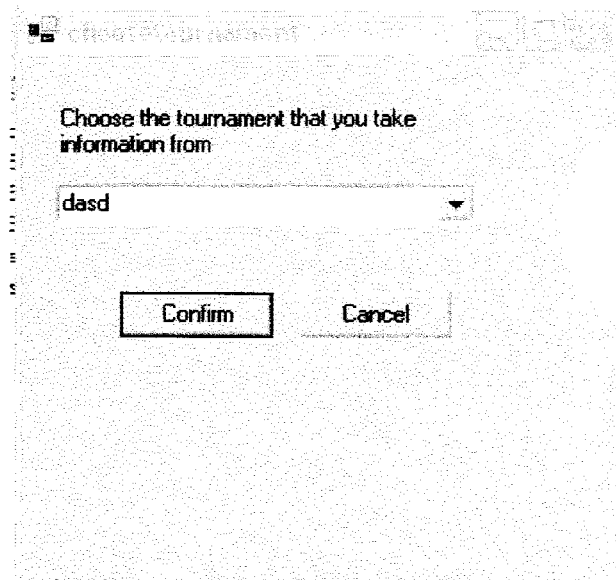 Choose the tournament that you take
information from
dasd
Confirm
Cancel